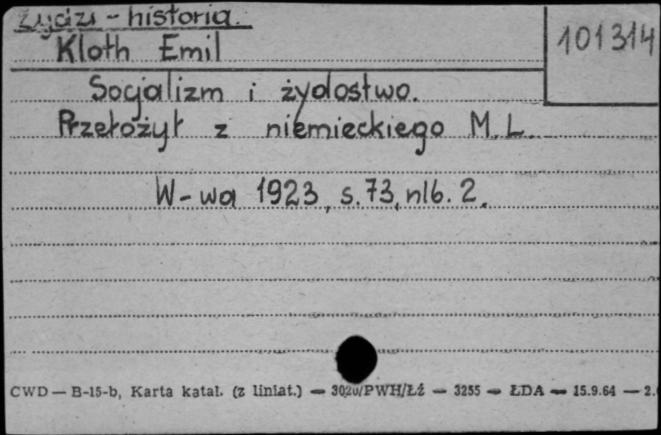 Żydzi - historia.
Kloth Emil
101314
Socjalizm i żydostwo.
Przełożył z niemieckiego M. L.
W-wa 1923, s. 73, nlb. 2.
CWD — B-15-b, Karta katal. (z liniat.) — 3020/PWH/Łź — 3255 — ŁDA — 15.9.64 — 2.